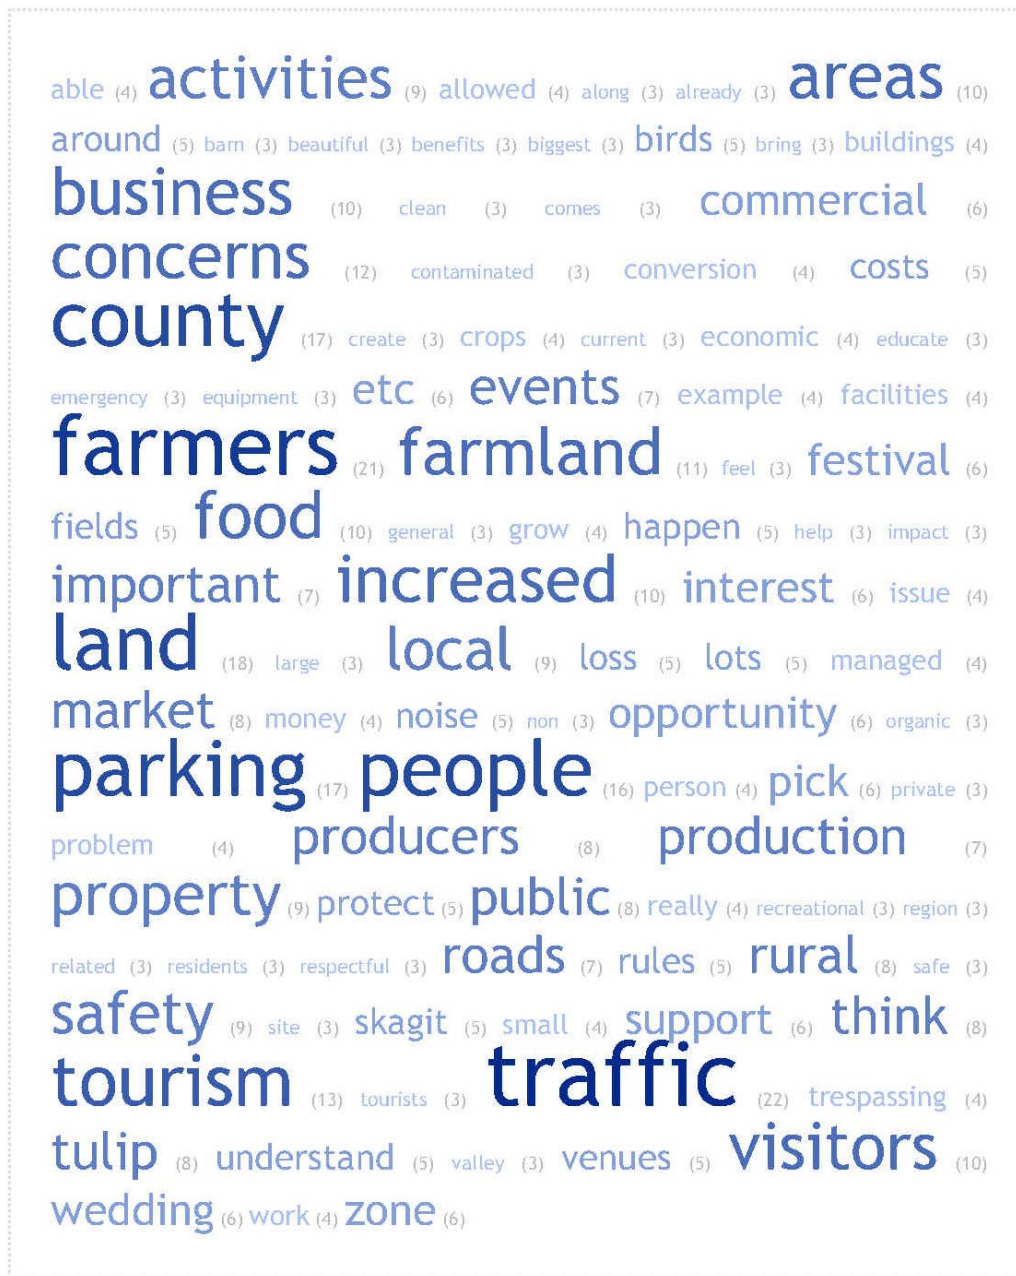 able (4) activities (9) allowed (4) along (3) already (3) areas (10)
around (5) barn (3) beautiful (3) benefits (3) biggest (3) birds (5) bring (3) buildings (4)
business (10) clean (3) comes (3) commercial (6)
concerns (12) contaminated (3) conversion (4) costs (5)
county (17) create (3) crops (4) current (3) economic (4) educate (3)
emergency (3) equipment (3) etc (6) events (7) example (4) facilities (4)
farmers (21) farmland (11) feel (3) festival (6)
fields (5) food (10) general (3) grow (4) happen (5) help (3) impact (3)
important (7) increased (10) interest (6) issue (4)
land (18) large (3) local (9) loss (5) lots (5) managed (4)
market (8) money (4) noise (5) non (3) opportunity (6) organic (3)
parking (17) people (16) person (4) pick (6) private (3)
problem (4) producers (8) production (7)
property (9) protect (5) public (8) really (4) recreational (3) region (3)
related (3) residents (3) respectful (3) roads (7) rules (5) rural (8) safe (3)
safety (9) site (3) skagit (5) small (4) support (6) think (8)
tourism (13) tourists (3) traffic (22) trespassing (4)
tulip (8) understand (5) valley (3) venues (5) visitors (10)
wedding (6) work (4) zone (6)